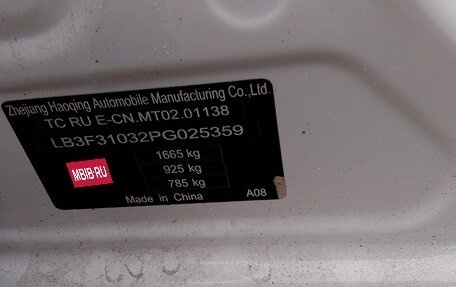 Zhejiang Haoqing Automobile Manufacturing Co.,Ltd.
TC RU E-CN.MT02.01138
LB3F31032PG025359
1665 kg
925 kg
MBIB.RU
785 kg
Made in China
A08